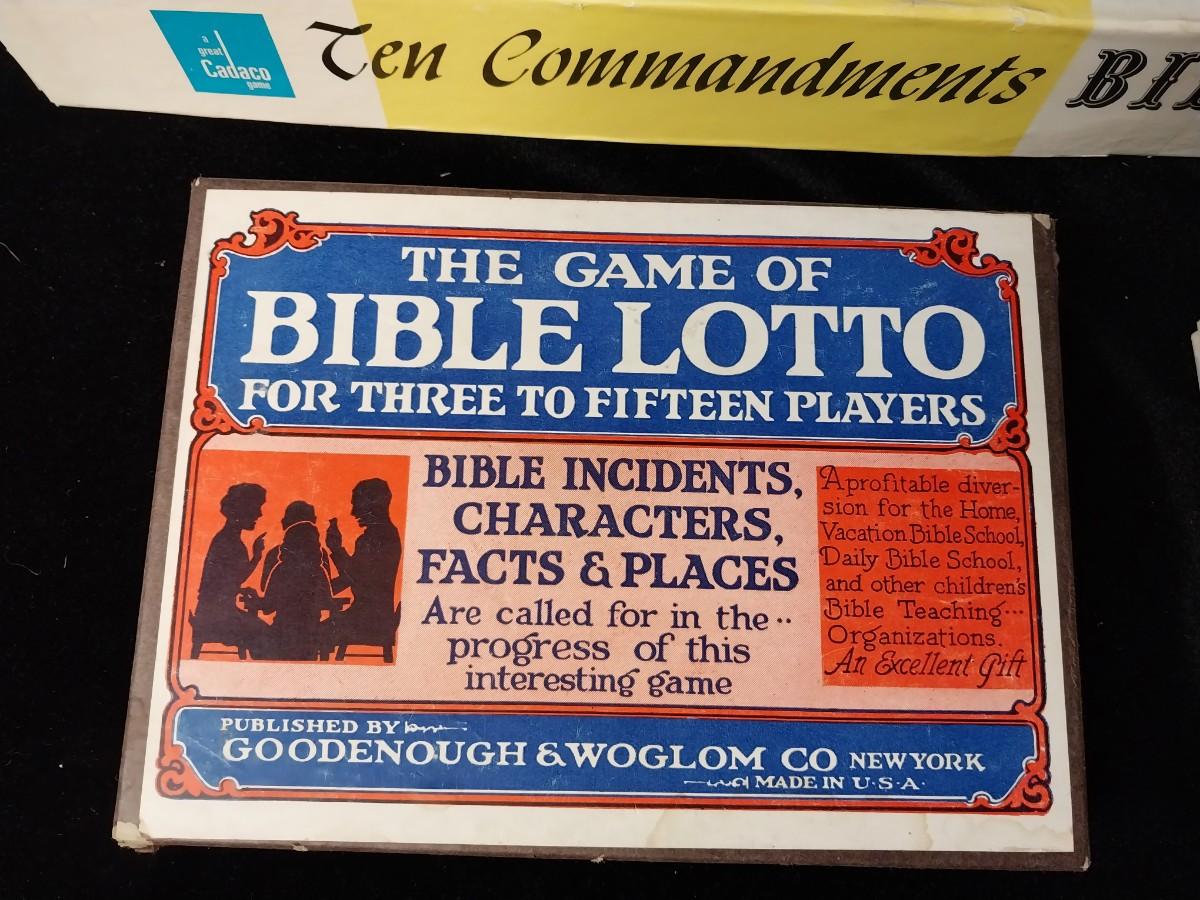 a
great
Cadaco
game
Ten Commandments
THE GAME OF
BIBLE LOTTO
FOR THREE TO FIFTEEN PLAYERS
BIBLE INCIDENTS,
CHARACTERS,
FACTS & PLACES
Are called for in the··
progress of this
interesting game
A profitable diver-
sion for the Home,
Vacation Bible School,
Daily Bible School,
and other children's
Bible Teaching···
Organizations.
An Excellent Gift
PUBLISHED BY
GOODENOUGH & WOGLOM CO NEW YORK
MADE IN U·S·A·